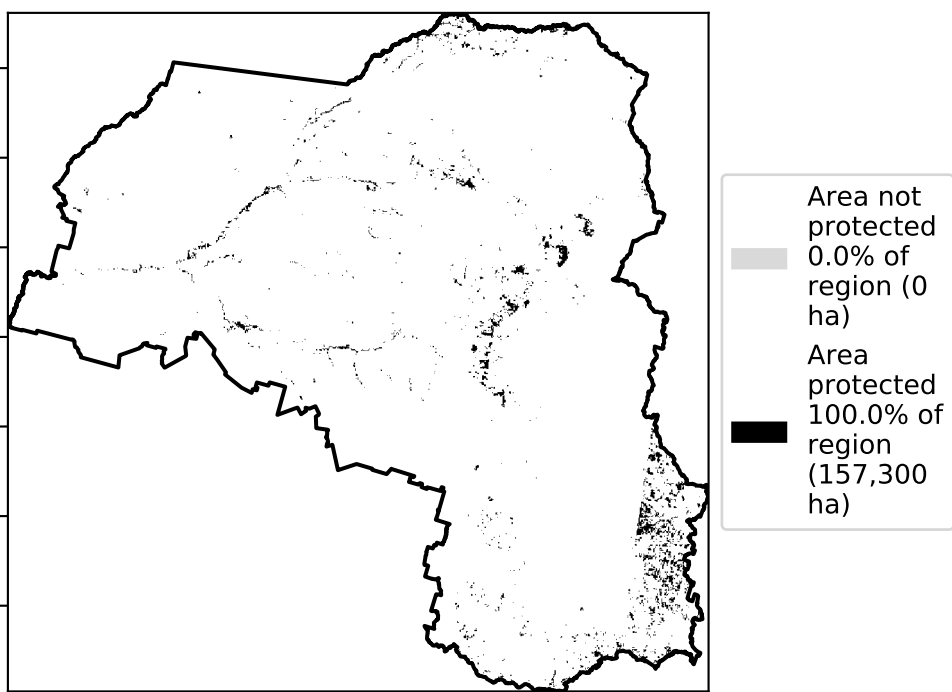 Area not
protected
0.0% of
region (0
ha)
Area
protected
100.0% of
region
(157,300
ha)